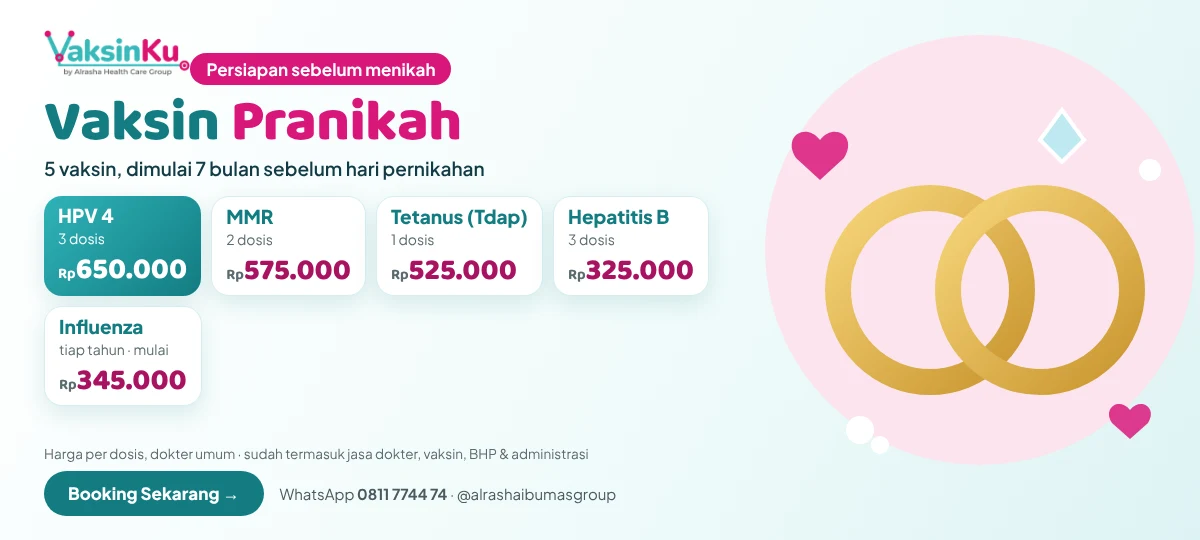 VaksinKu
by Alrasha Health Care Group
Persiapan sebelum menikah
Vaksin Pranikah
5 vaksin, dimulai 7 bulan sebelum hari pernikahan
HPV 4
3 dosis
Rp650.000
MMR
2 dosis
Rp575.000
Tetanus (Tdap)
1 dosis
Rp525.000
Hepatitis B
3 dosis
Rp325.000
Influenza
tiap tahun · mulai
Rp345.000
Harga per dosis, dokter umum · sudah termasuk jasa dokter, vaksin, BHP & administrasi
Booking Sekarang →
WhatsApp 0811 7744 74 · @alrashaibumasgroup